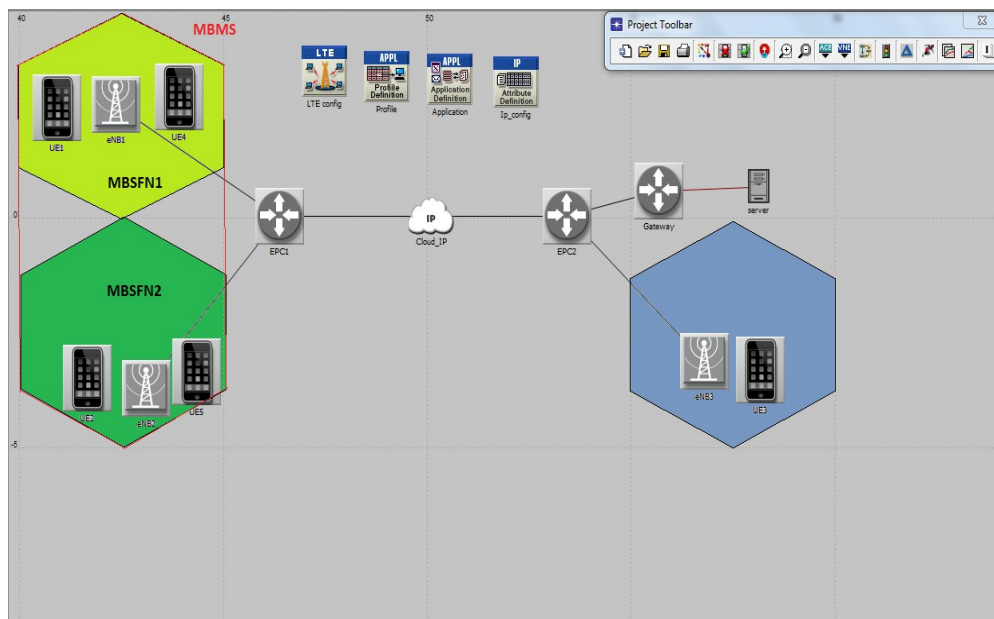 40
45
50
MBMS
Project Toolbar
LTE
LTE config
APPL
Profile
Definition
Profile
APPL
Application
Definition
Application
IP
Attribute
Definition
Ip_config
ACE
VNE
UE1
eNB1
UE4
MBSFN1
0
EPC1
IP
Cloud_IP
EPC2
Gateway
server
MBSFN2
UE2
eNB2
UE5
eNB3
UE3
-5